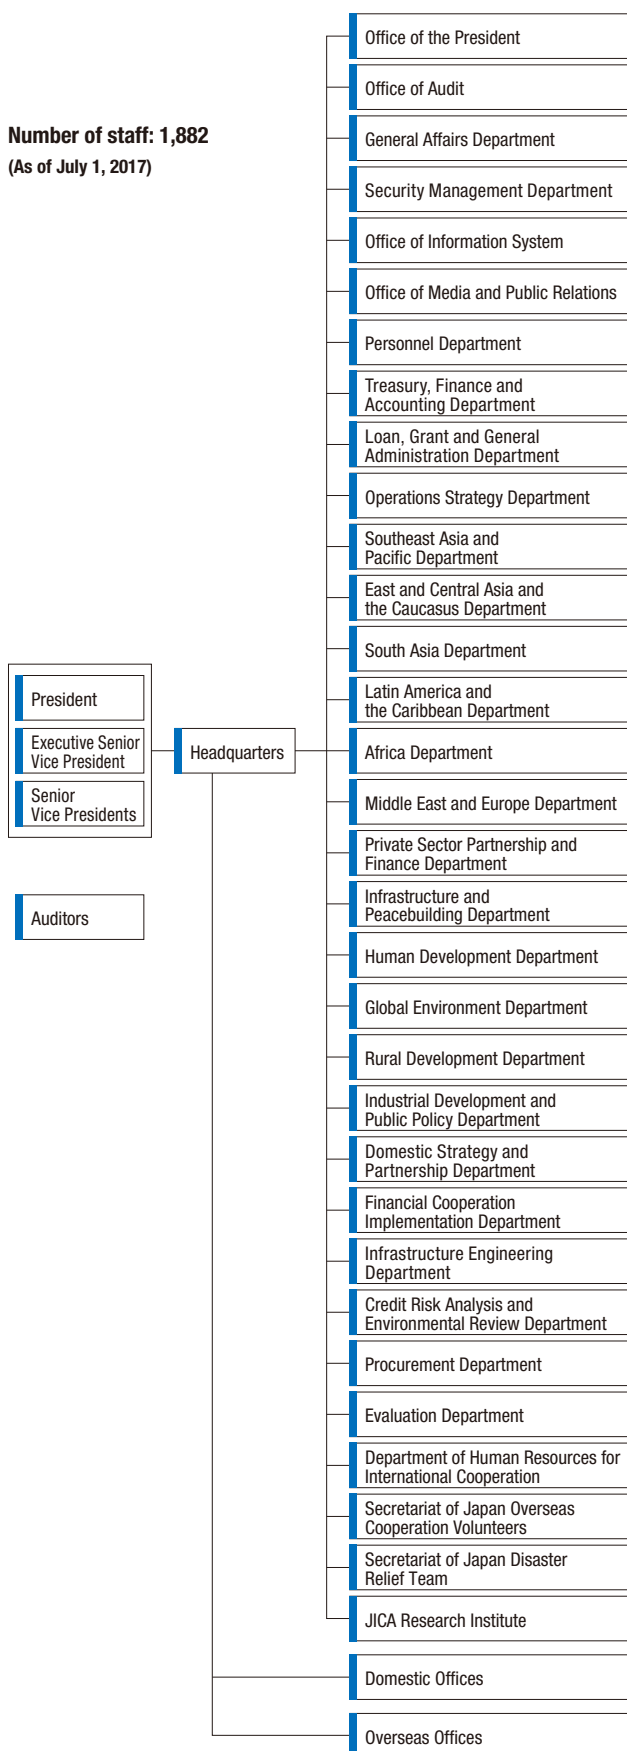 Number of staff: 1,882
(As of July 1, 2017)
President
Executive Senior
Vice President
Senior
Vice Presidents
Auditors
Headquarters
Office of the President
Office of Audit
General Affairs Department
Security Management Department
Office of Information System
Office of Media and Public Relations
Personnel Department
Treasury, Finance and
Accounting Department
Loan, Grant and General
Administration Department
Operations Strategy Department
Southeast Asia and
Pacific Department
East and Central Asia and
the Caucasus Department
South Asia Department
Latin America and
the Caribbean Department
Africa Department
Middle East and Europe Department
Private Sector Partnership and
Finance Department
Infrastructure and
Peacebuilding Department
Human Development Department
Global Environment Department
Rural Development Department
Industrial Development and
Public Policy Department
Domestic Strategy and
Partnership Department
Financial Cooperation
Implementation Department
Infrastructure Engineering
Department
Credit Risk Analysis and
Environmental Review Department
Procurement Department
Evaluation Department
Department of Human Resources for
International Cooperation
Secretariat of Japan Overseas
Cooperation Volunteers
Secretariat of Japan Disaster
Relief Team
JICA Research Institute
Domestic Offices
Overseas Offices